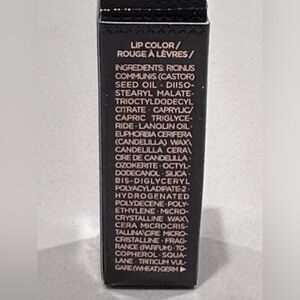 LIP COLOR /
ROUGE À LÈVRES /
INGREDIENTS: RICINUS
COMMUNIS (CASTOR)
SEED OIL · DIISO-
STEARYL MALATE ·
TRIOCTYLDODECYL
CITRATE · CAPRYLIC/
CAPRIC TRIGLYCE-
RIDE · LANOLIN OIL ·
EUPHORBIA CERIFERA
(CANDELILLA) WAX\
CANDELILLA CERA\
CIRE DE CANDELILLA ·
OZOKERITE · OCTYL-
DODECANOL · SILICA ·
BIS-DIGLYCERYL
POLYACYLADIPATE-2 ·
HYDROGENATED
POLYDECENE · POLY-
ETHYLENE · MICRO-
CRYSTALLINE WAX\
CERA MICROCRIS-
TALLINA\CIRE MICRO-
CRISTALLINE · FRAG-
RANCE (PARFUM) · TO-
COPHEROL · SQUA-
LANE · TRITICUM VUL-
GARE (WHEAT) GERM ▶